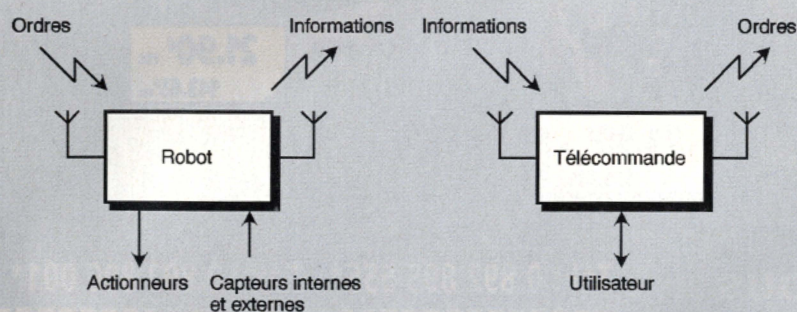 Ordres
Informations
Informations
Ordres
Robot
Télécommande
Actionneurs
Capteurs internes
et externes
Utilisateur